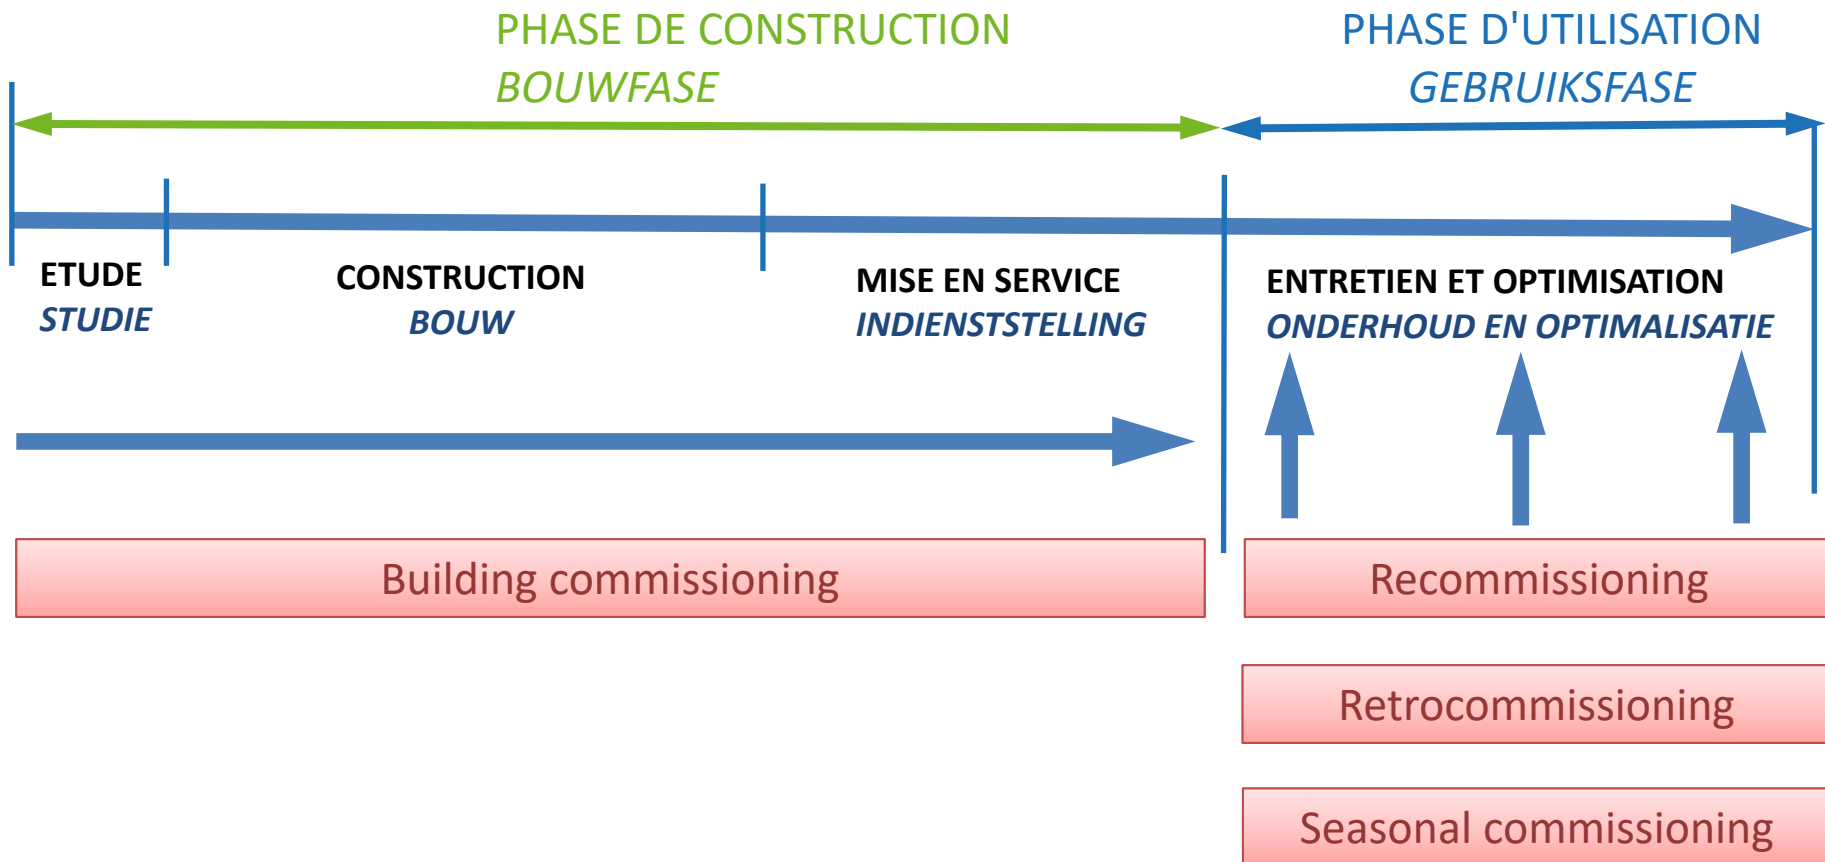 PHASE DE CONSTRUCTION
BOUWFASE
PHASE D'UTILISATION
GEBRUIKSFASE
ETUDE
STUDIE
CONSTRUCTION
BOUW
MISE EN SERVICE
INDIENSTSTELLING
ENTRETIEN ET OPTIMISATION
ONDERHOUD EN OPTIMALISATIE
Building commissioning
Recommissioning
Retrocommissioning
Seasonal commissioning